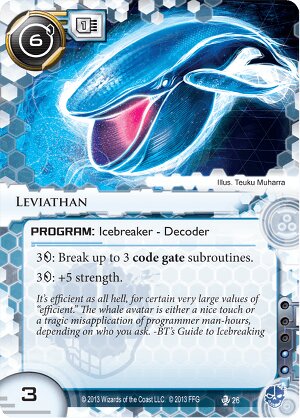 6
1
Illus. Teuku Muharra
Leviathan
PROGRAM: Icebreaker - Decoder
3: Break up to 3 code gate subroutines.
3: +5 strength.
It's efficient as all hell, for certain very large values of
"efficient." The whale avatar is either a nice touch or
a tragic misapplication of programmer man-hours,
depending on who you ask. -BT's Guide to Icebreaking
3
© 2013 Wizards of the Coast LLC. © 2013 FFG
26